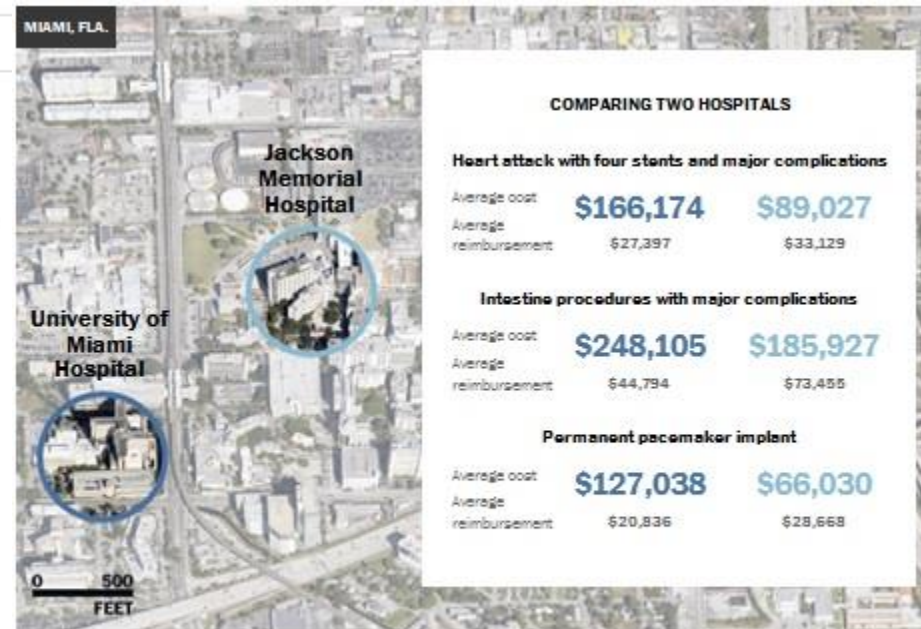 MIAMI, FLA.
Jackson
Memorial
Hospital
University of
Miami
Hospital
0 500
FEET
COMPARING TWO HOSPITALS
Heart attack with four stents and major complications
Average cost $166,174 $89,027
Average
reimbursement $27,397 $33,129
Intestine procedures with major complications
Average cost $248,105 $185,927
Average
reimbursement $44,794 $73,455
Permanent pacemaker implant
Average cost $127,038 $66,030
Average
reimbursement $20,836 $28,668